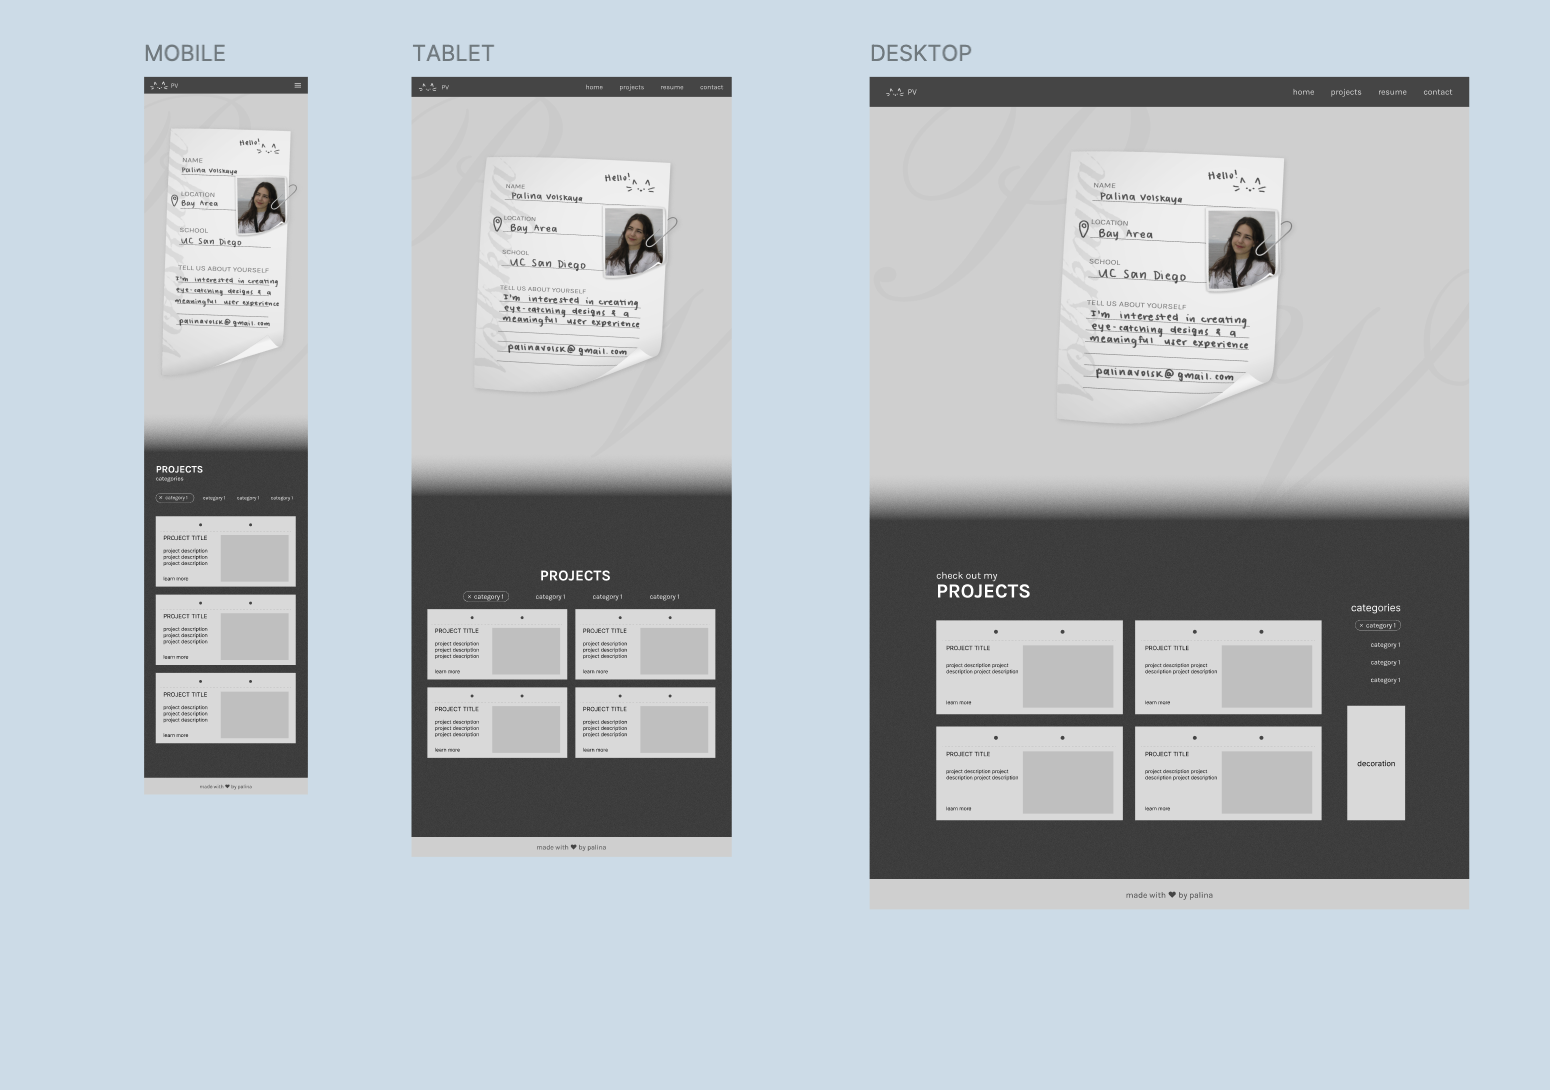 MOBILE
PV
Hello!
NAME
Palina Volskaya
LOCATION
Bay Area
SCHOOL
UC San Diego
TELL US ABOUT YOURSELF
I'm interested in creating
eye-catching designs & a
meaningful user experience
palinavolsk@gmail.com
PROJECTS
categories
× category 1 category 1 category 1 category 1
PROJECT TITLE
project description
project description
project description
learn more
PROJECT TITLE
project description
project description
project description
learn more
PROJECT TITLE
project description
project description
project description
learn more
made with ♥ by palina
TABLET
PV home projects resume contact
Hello!
NAME
Palina Volskaya
LOCATION
Bay Area
SCHOOL
UC San Diego
TELL US ABOUT YOURSELF
I'm interested in creating
eye-catching designs & a
meaningful user experience
palinavolsk@gmail.com
PROJECTS
× category 1 category 1 category 1 category 1
PROJECT TITLE
project description
project description
project description
learn more
PROJECT TITLE
project description
project description
project description
learn more
PROJECT TITLE
project description
project description
project description
learn more
PROJECT TITLE
project description
project description
project description
learn more
made with ♥ by palina
DESKTOP
PV home projects resume contact
Hello!
NAME
Palina Volskaya
LOCATION
Bay Area
SCHOOL
UC San Diego
TELL US ABOUT YOURSELF
I'm interested in creating
eye-catching designs & a
meaningful user experience
palinavolsk@gmail.com
check out my
PROJECTS
PROJECT TITLE
project description project
description project description
learn more
PROJECT TITLE
project description project
description project description
learn more
PROJECT TITLE
project description project
description project description
learn more
PROJECT TITLE
project description project
description project description
learn more
categories
× category 1
category 1
category 1
category 1
decoration
made with ♥ by palina